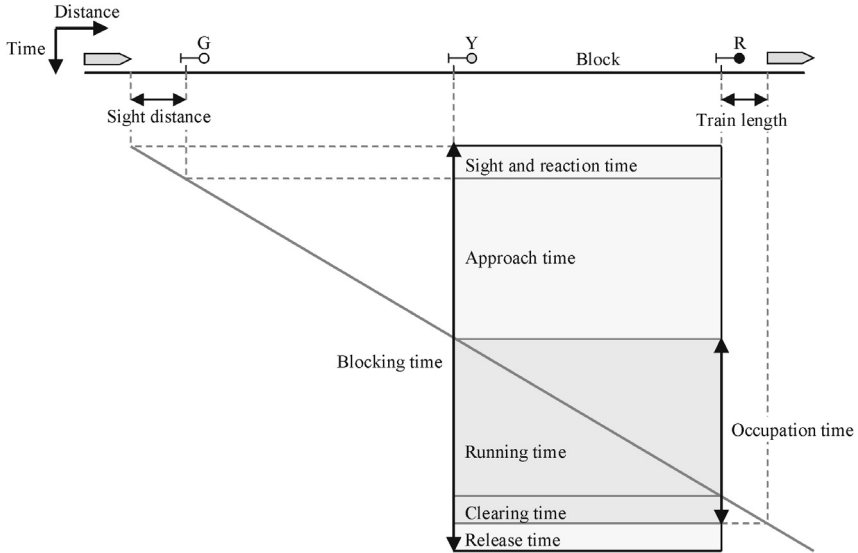 Distance
Time
G
Y
Block
R
Sight distance
Train length
Sight and reaction time
Approach time
Blocking time
Occupation time
Running time
Clearing time
Release time